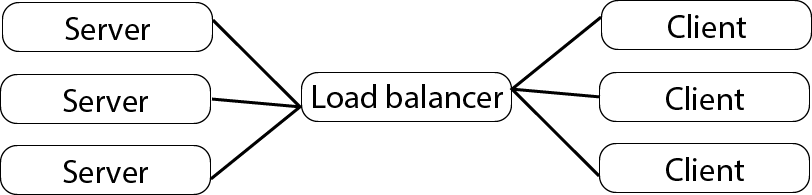 Server
Server
Server
Load balancer
Client
Client
Client